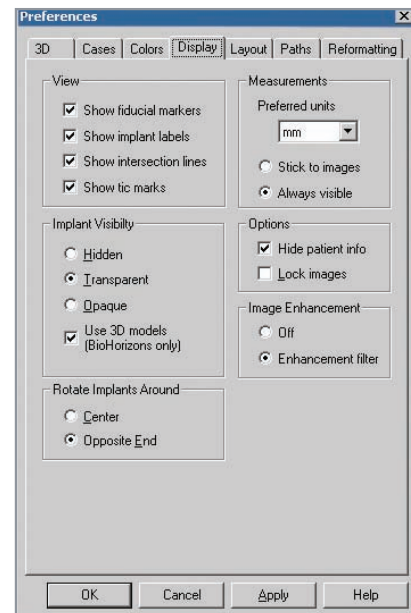 Preferences
3D
Cases
Colors
Display
Layout
Paths
Reformatting
View
Show fiducial markers
Show implant labels
Show intersection lines
Show tic marks
Implant Visibilty
Hidden
Transparent
Opaque
Use 3D models
(BioHorizons only)
Rotate Implants Around
Center
Opposite End
Measurements
Preferred units
mm
Stick to images
Always visible
Options
Hide patient info
Lock images
Image Enhancement
Off
Enhancement filter
OK
Cancel
Apply
Help